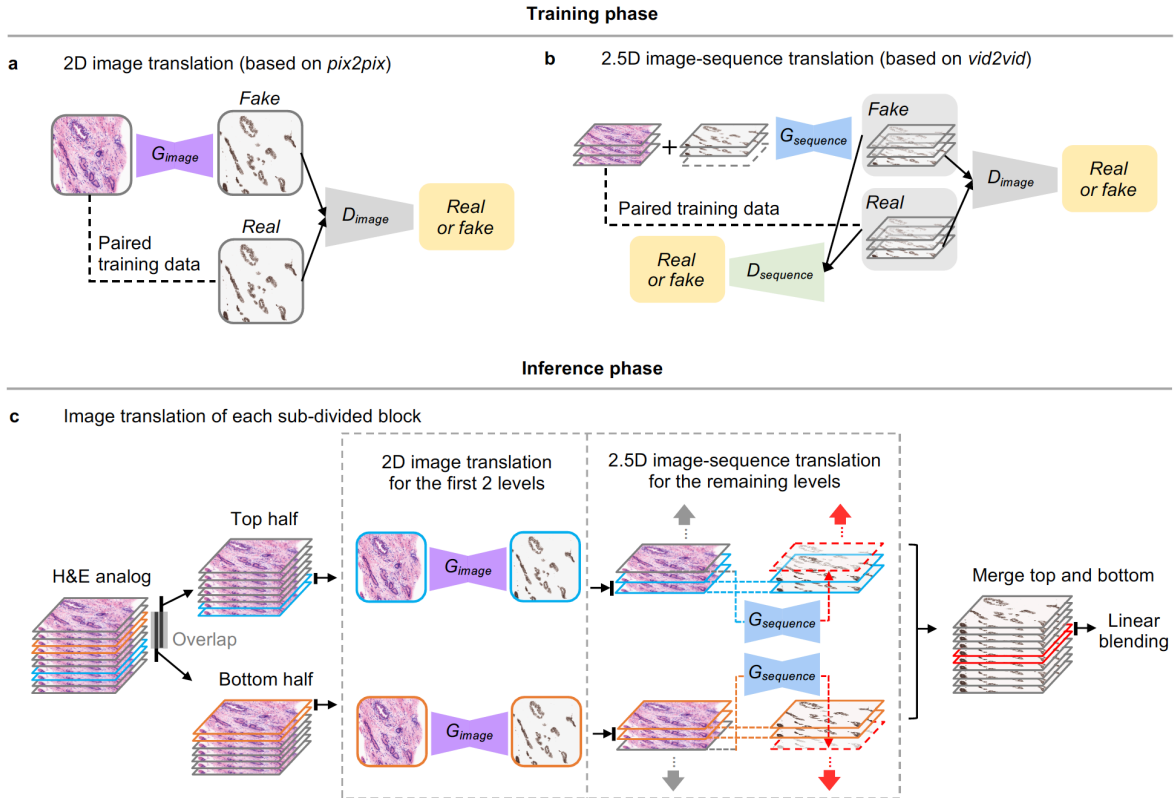 Training phase
a 2D image translation (based on pix2pix)
Fake
G_image
D_image
Real
or fake
Real
Paired
training data
b 2.5D image-sequence translation (based on vid2vid)
Fake
G_sequence
D_image
Real
or fake
Paired training data
Real
Real
or fake
D_sequence
Inference phase
c Image translation of each sub-divided block
2D image translation
for the first 2 levels
2.5D image-sequence translation
for the remaining levels
H&E analog
Overlap
Top half
Bottom half
G_image
G_image
G_sequence
G_sequence
Merge top and bottom
Linear
blending